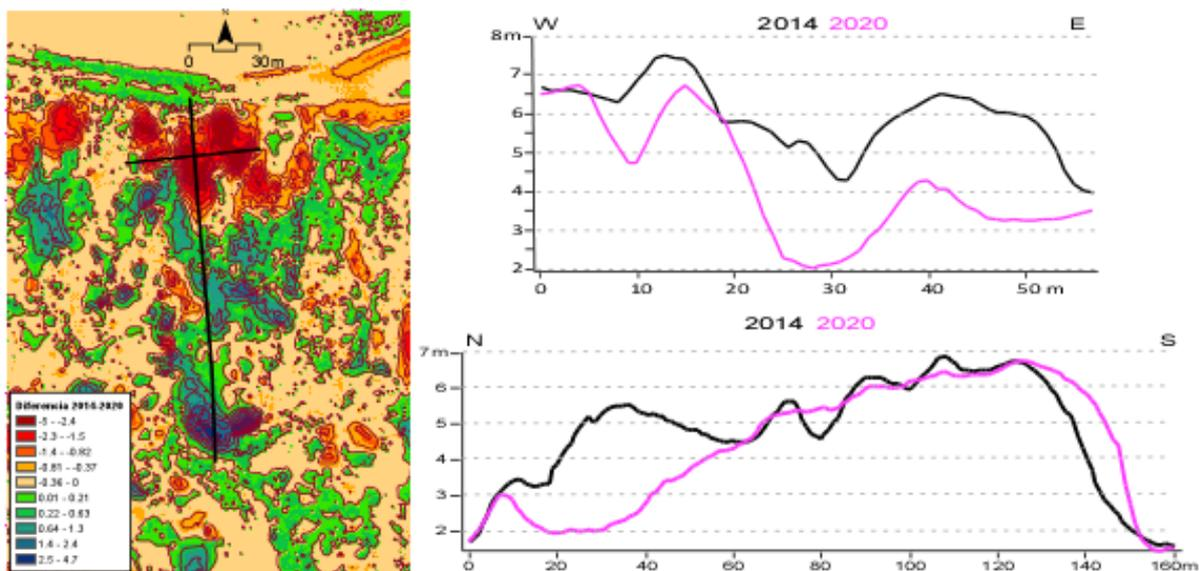 N
0 30 m
Diferencia 2014-2020
-5 - -2.4
-2.3 - -1.5
-1.4 - -0.82
-0.81 - -0.37
-0.36 - 0
0.01 - 0.21
0.22 - 0.63
0.64 - 1.3
1.4 - 2.4
2.5 - 4.7
W 2014 2020 E
8m
7
6
5
4
3
2
0 10 20 30 40 50 m
2014 2020
N S
7m
6
5
4
3
2
0 20 40 60 80 100 120 140 160m